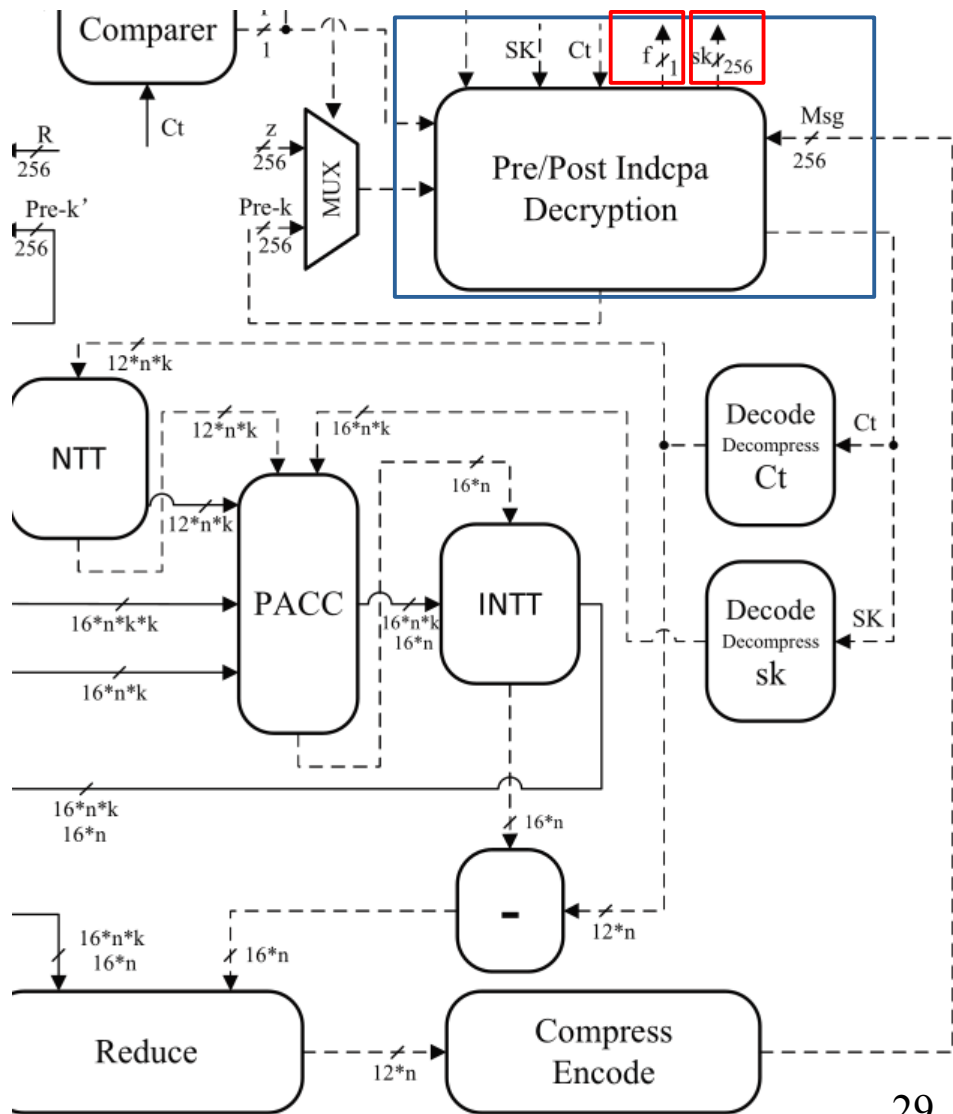 Comparer
1
Ct
R
256
Pre-k’
256
z
256
Pre-k
256
MUX
SK
Ct
f
1
sk
256
Msg
256
Pre/Post Indcpa
Decryption
12*n*k
NTT
12*n*k
16*n*k
12*n*k
16*n
PACC
16*n*k
16*n
INTT
Decode
Decompress
Ct
Ct
Decode
Decompress
sk
SK
16*n*k*k
16*n*k
16*n*k
16*n
16*n
-
12*n
16*n*k
16*n
16*n
Reduce
12*n
Compress
Encode
29